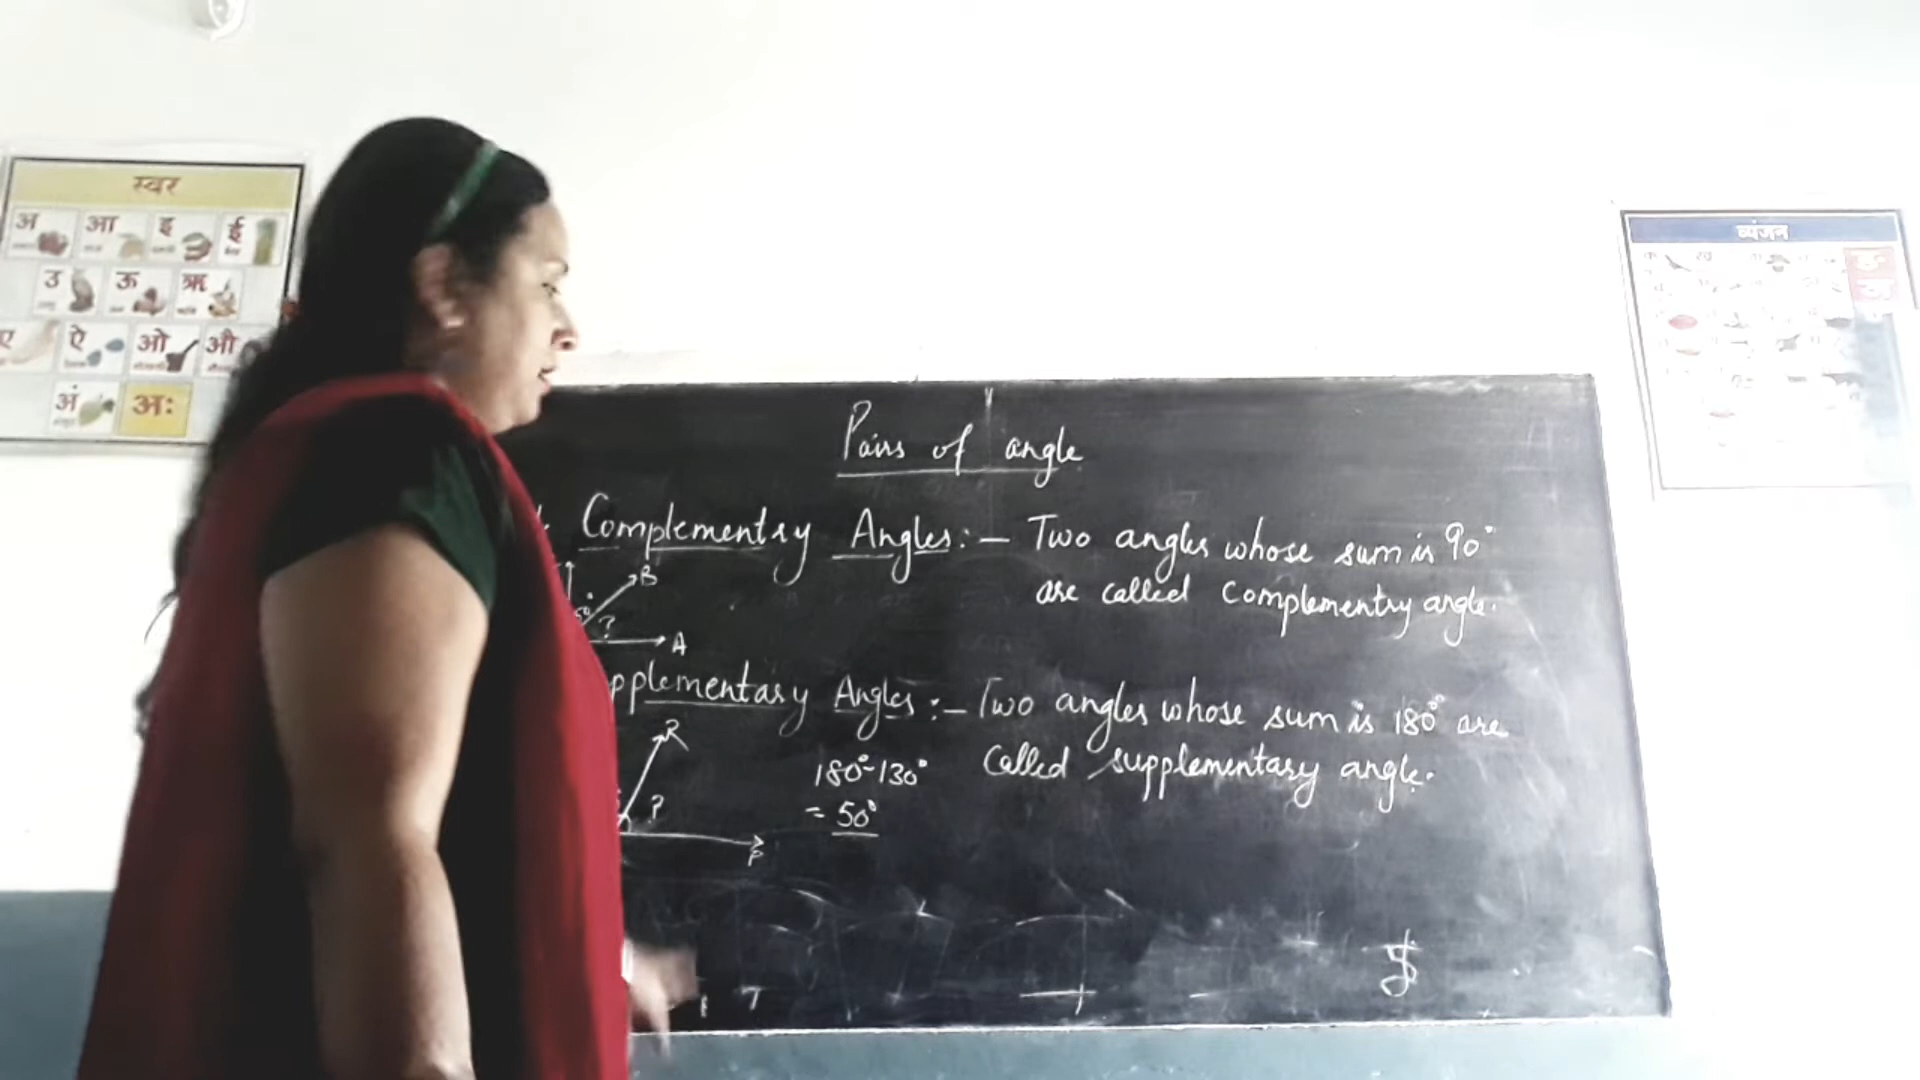 स्वर
अ आ इ ई
उ ऊ ऋ
ए ऐ ओ औ
अं अः
व्यंजन
Pairs of angle
Complementry Angles:- Two angles whose sum is 90°
are called Complementry angle.
B
?
A
pplementary Angles:- Two angles whose sum is 180° are
called supplementary angle.
R
180°-130°
= 50°
?
P